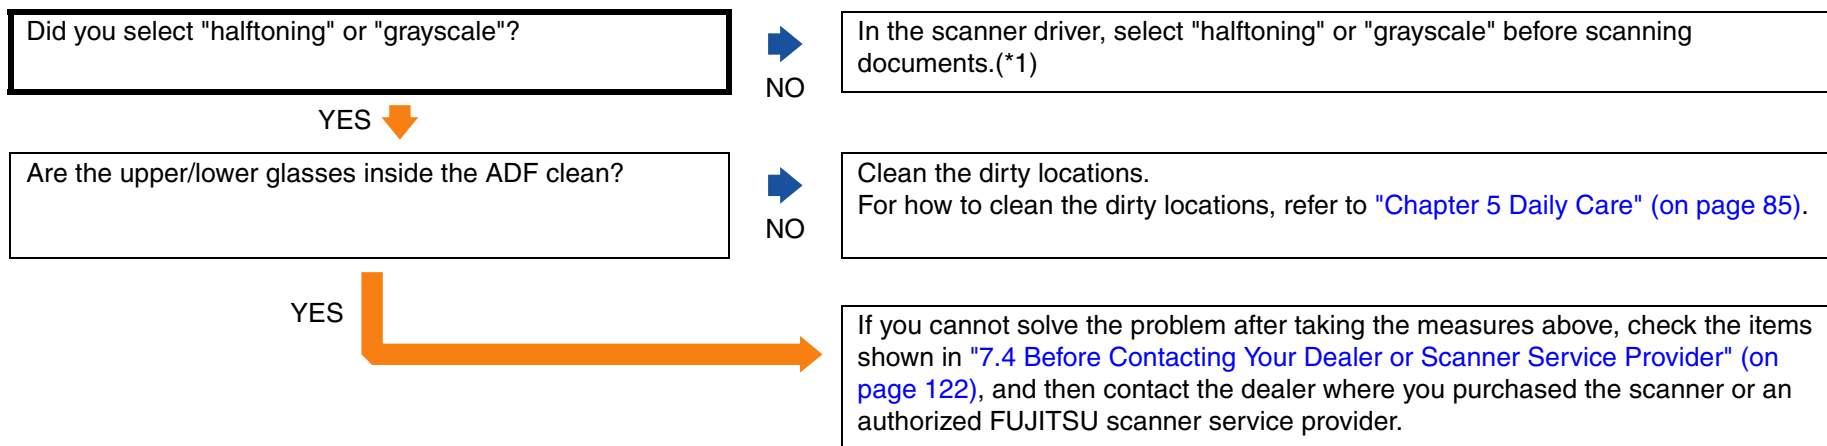 Did you select "halftoning" or "grayscale"?
NO
In the scanner driver, select "halftoning" or "grayscale" before scanning
documents.(*1)
YES
Are the upper/lower glasses inside the ADF clean?
NO
Clean the dirty locations.
For how to clean the dirty locations, refer to "Chapter 5 Daily Care" (on page 85).
YES
If you cannot solve the problem after taking the measures above, check the items
shown in "7.4 Before Contacting Your Dealer or Scanner Service Provider" (on
page 122), and then contact the dealer where you purchased the scanner or an
authorized FUJITSU scanner service provider.